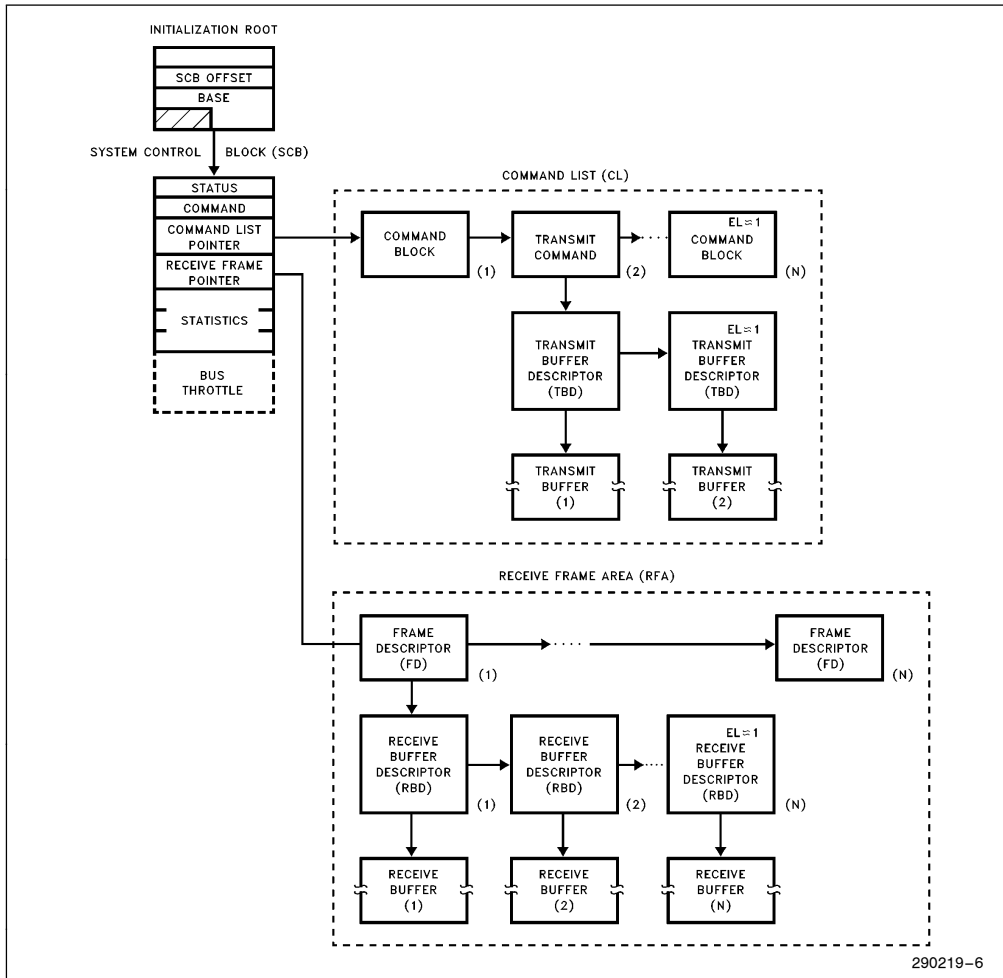 INITIALIZATION ROOT
SCB OFFSET
BASE
SYSTEM CONTROL BLOCK (SCB)
STATUS
COMMAND
COMMAND LIST
POINTER
RECEIVE FRAME
POINTER
STATISTICS
BUS
THROTTLE
COMMAND LIST (CL)
COMMAND
BLOCK
(1)
TRANSMIT
COMMAND
(2)
EL=1
COMMAND
BLOCK
(N)
TRANSMIT
BUFFER
DESCRIPTOR
(TBD)
EL=1
TRANSMIT
BUFFER
DESCRIPTOR
(TBD)
TRANSMIT
BUFFER
(1)
TRANSMIT
BUFFER
(2)
RECEIVE FRAME AREA (RFA)
FRAME
DESCRIPTOR
(FD)
(1)
FRAME
DESCRIPTOR
(FD)
(N)
RECEIVE
BUFFER
DESCRIPTOR
(RBD)
(1)
RECEIVE
BUFFER
DESCRIPTOR
(RBD)
(2)
EL=1
RECEIVE
BUFFER
DESCRIPTOR
(RBD)
(N)
RECEIVE
BUFFER
(1)
RECEIVE
BUFFER
(2)
RECEIVE
BUFFER
(N)
290219–6